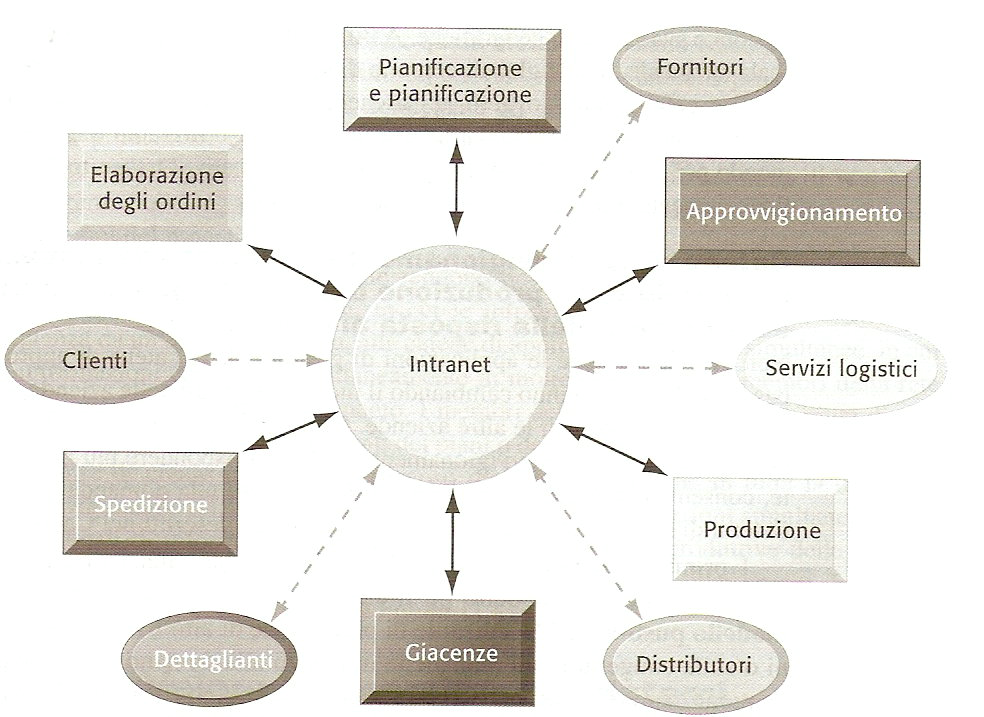 Pianificazione
e pianificazione
Fornitori
Elaborazione
degli ordini
Approvvigionamento
Clienti
Intranet
Servizi logistici
Spedizione
Produzione
Dettaglianti
Giacenze
Distributori